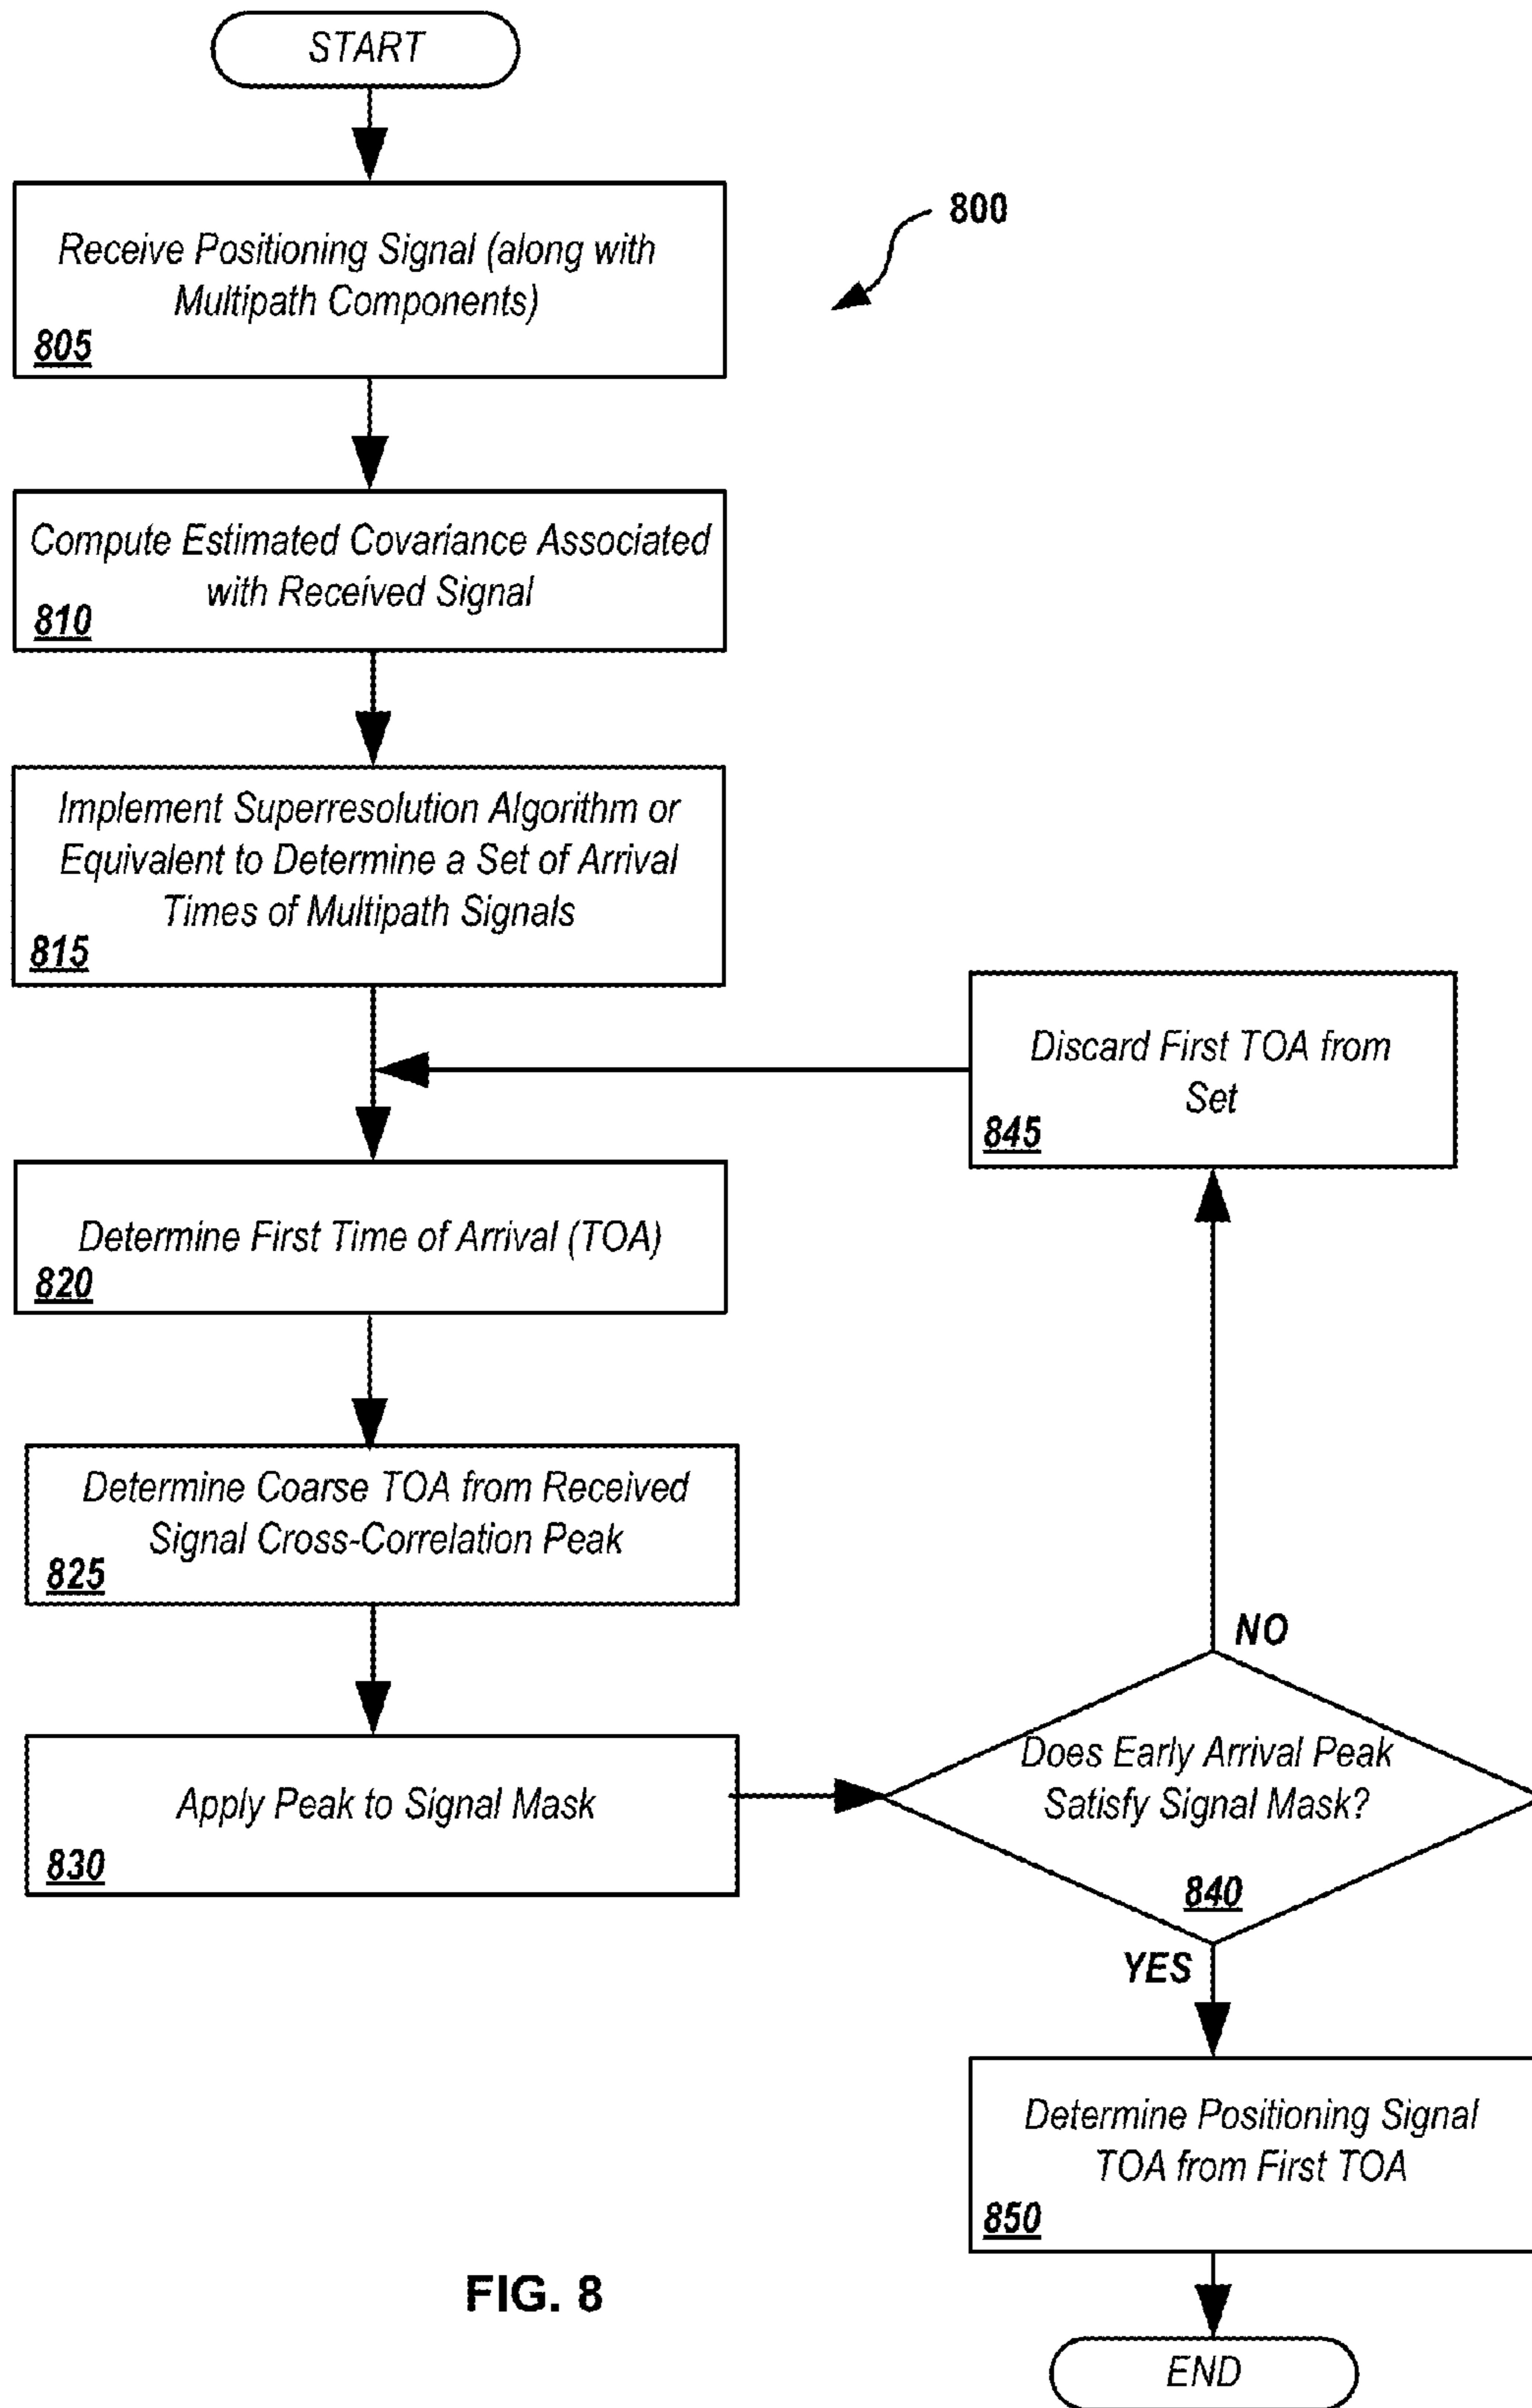 START
800
Receive Positioning Signal (along with
Multipath Components)
805
Compute Estimated Covariance Associated
with Received Signal
810
Implement Superresolution Algorithm or
Equivalent to Determine a Set of Arrival
Times of Multipath Signals
815
Discard First TOA from
Set
845
Determine First Time of Arrival (TOA)
820
Determine Coarse TOA from Received
Signal Cross-Correlation Peak
825
NO
Apply Peak to Signal Mask
830
Does Early Arrival Peak
Satisfy Signal Mask?
840
YES
Determine Positioning Signal
TOA from First TOA
850
FIG. 8
END